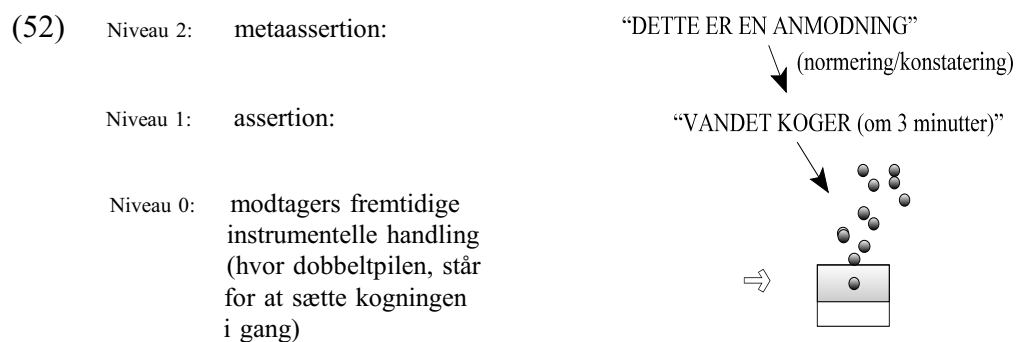 (52) Niveau 2: metaassertion: “DETTE ER EN ANMODNING”
(normering/konstatering)
Niveau 1: assertion: “VANDET KOGER (om 3 minutter)”
Niveau 0: modtagers fremtidige
instrumentelle handling
(hvor dobbeltpilen, står
for at sætte kogningen
i gang)